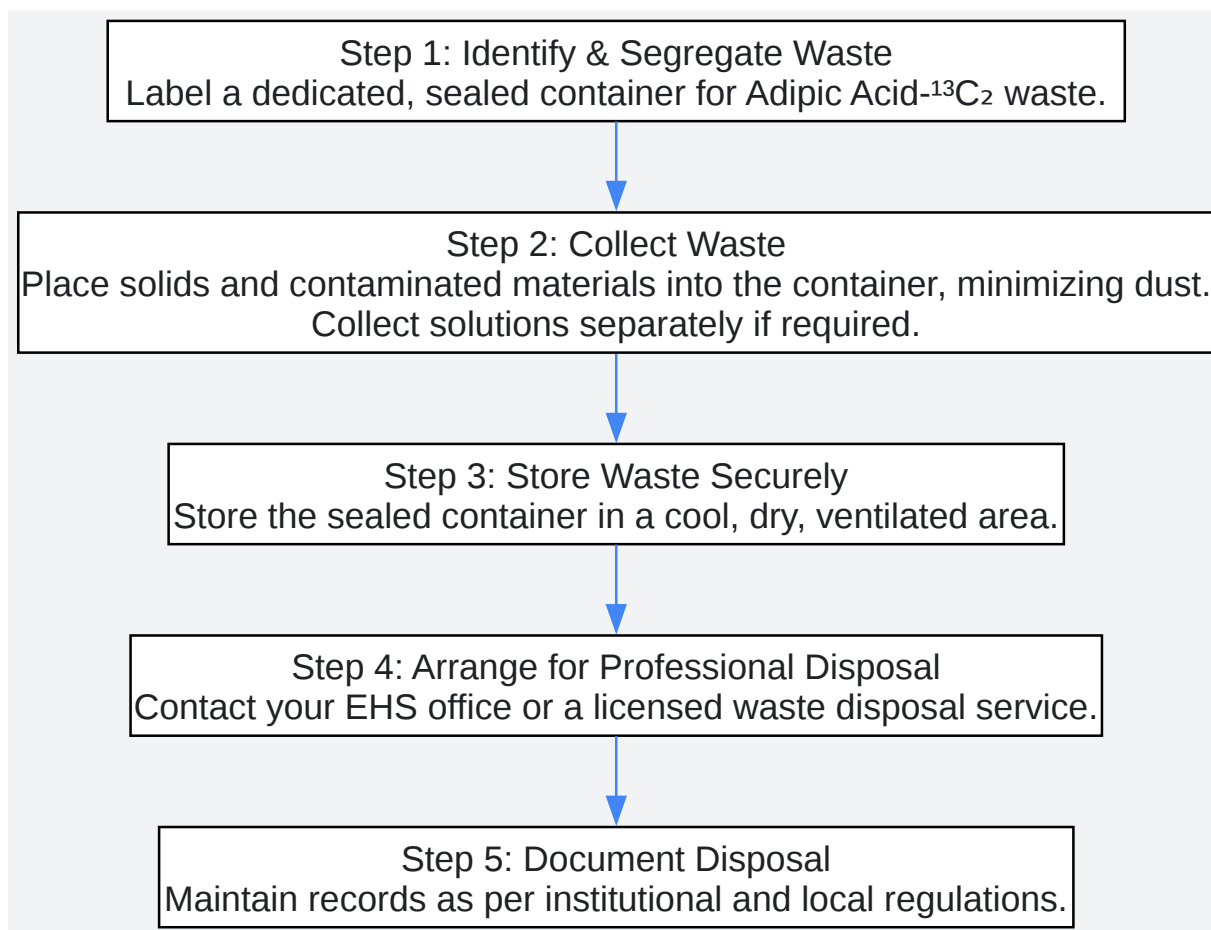 Step 1: Identify & Segregate Waste
Label a dedicated, sealed container for Adipic Acid-¹³C₂ waste.
Step 2: Collect Waste
Place solids and contaminated materials into the container, minimizing dust.
Collect solutions separately if required.
Step 3: Store Waste Securely
Store the sealed container in a cool, dry, ventilated area.
Step 4: Arrange for Professional Disposal
Contact your EHS office or a licensed waste disposal service.
Step 5: Document Disposal
Maintain records as per institutional and local regulations.